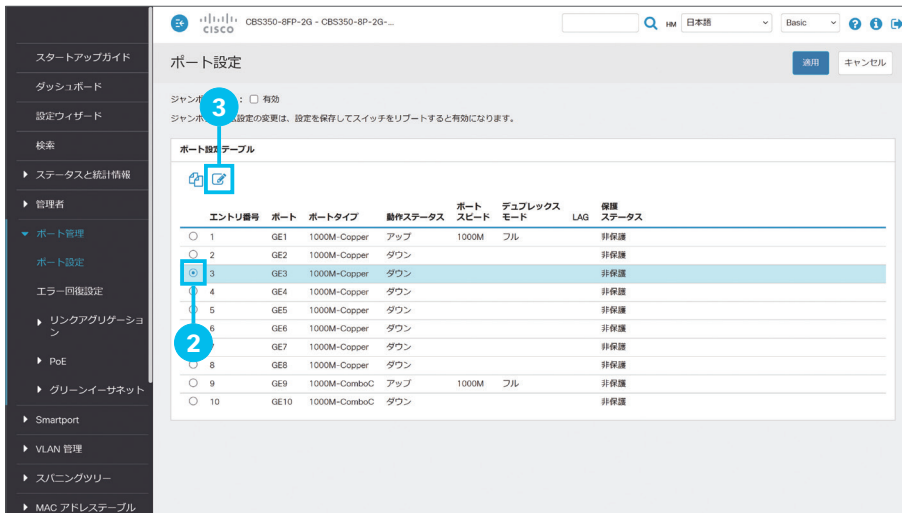 CISCO
CBS350-8FP-2G - CBS350-8P-2G-...
HM 日本語 Basic
スタートアップガイド
ダッシュボード
設定ウィザード
検索
ステータスと統計情報
管理者
ポート管理
ポート設定
エラー回復設定
リンクアグリゲーショ
ン
PoE
グリーンイーサネット
Smartport
VLAN 管理
スパニングツリー
MAC アドレステーブル
ポート設定
適用 キャンセル
ジャンボ : 有効
ジャンボ 設定の変更は、設定を保存してスイッチをリブートすると有効になります。
3
ポート設定テーブル
エントリ番号 ポート ポートタイプ 動作ステータス ポート スピード デュプレックス モード LAG 保護 ステータス
1 GE1 1000M-Copper アップ 1000M フル 非保護
2 GE2 1000M-Copper ダウン 非保護
3 GE3 1000M-Copper ダウン 非保護
4 GE4 1000M-Copper ダウン 非保護
5 GE5 1000M-Copper ダウン 非保護
6 GE6 1000M-Copper ダウン 非保護
7 GE7 1000M-Copper ダウン 非保護
8 GE8 1000M-Copper ダウン 非保護
9 GE9 1000M-ComboC アップ 1000M フル 非保護
10 GE10 1000M-ComboC ダウン 非保護
2